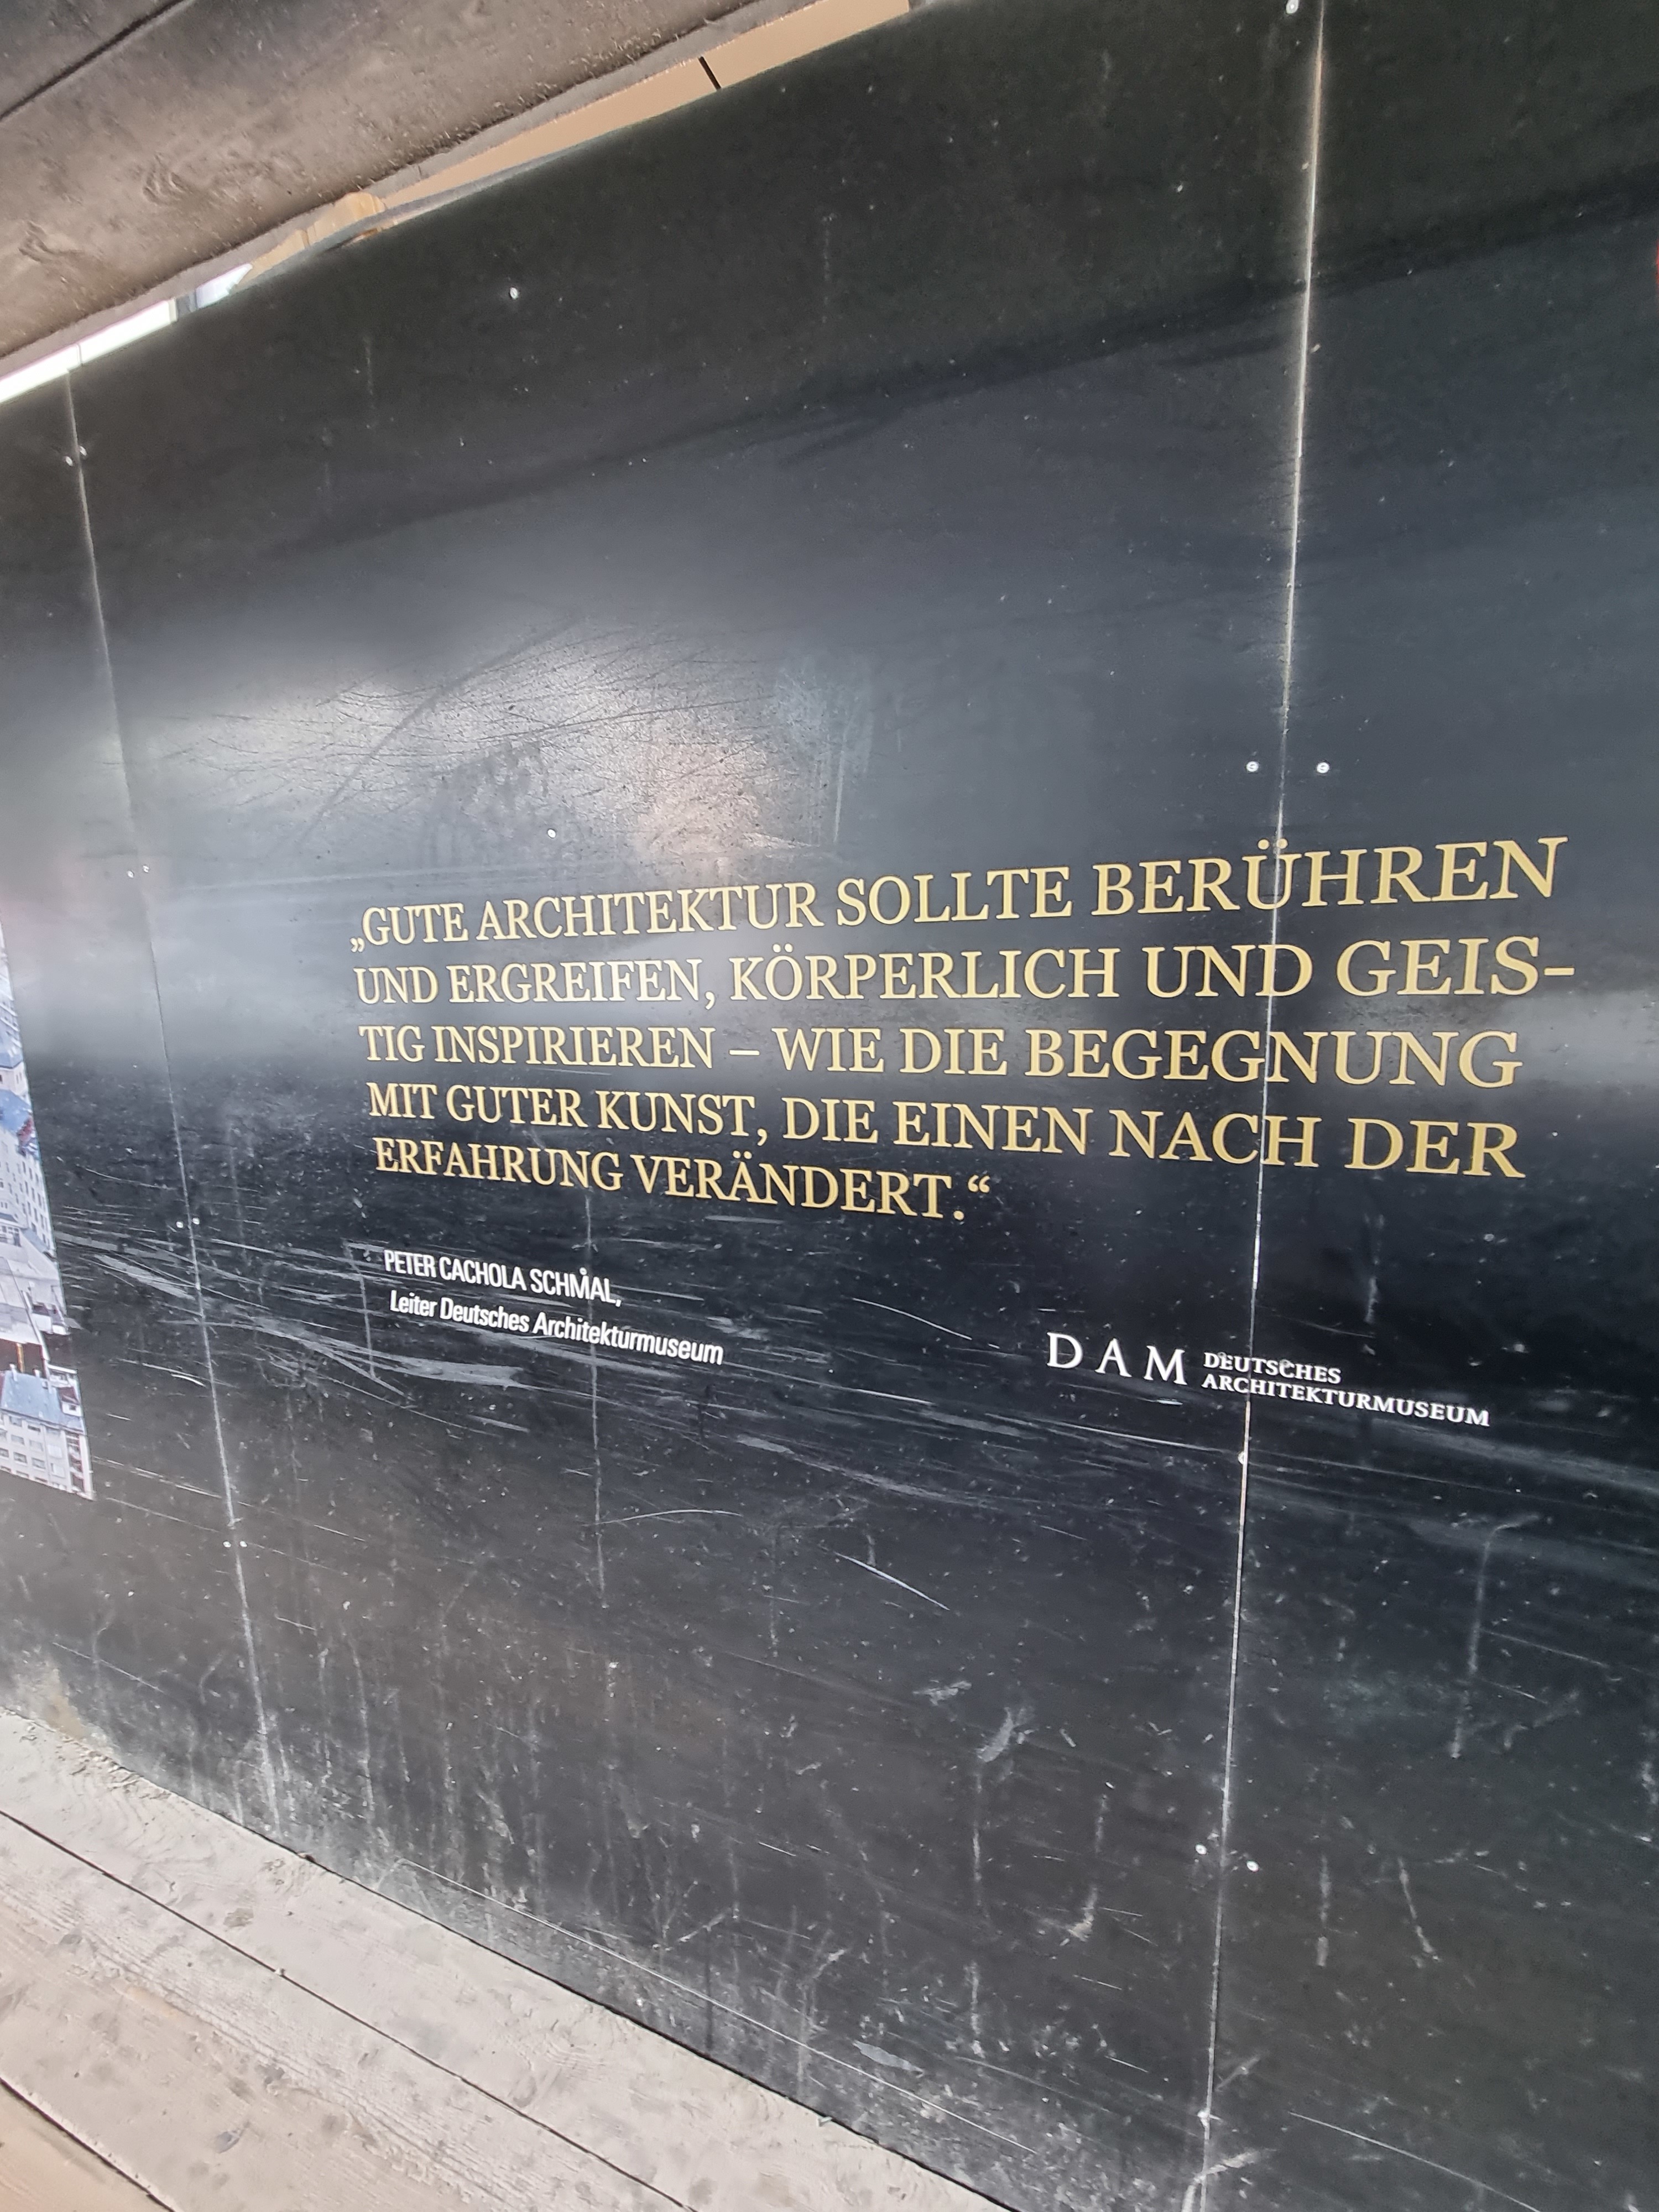 „GUTE ARCHITEKTUR SOLLTE BERÜHREN
UND ERGREIFEN, KÖRPERLICH UND GEIS-
TIG INSPIRIEREN – WIE DIE BEGEGNUNG
MIT GUTER KUNST, DIE EINEN NACH DER
ERFAHRUNG VERÄNDERT.“
PETER CACHOLA SCHMAL,
Leiter Deutsches Architekturmuseum
DAM DEUTSCHES
ARCHITEKTURMUSEUM